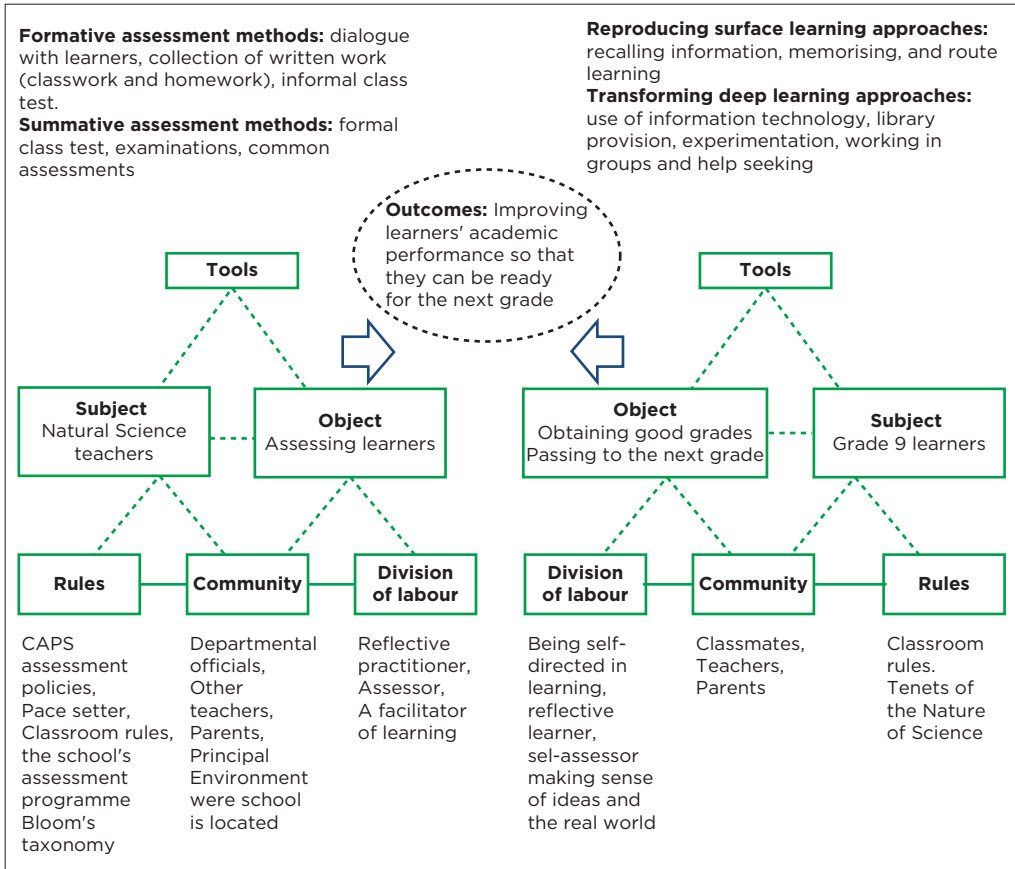 Formative assessment methods: dialogue
with learners, collection of written work
(classwork and homework), informal class
test.
Summative assessment methods: formal
class test, examinations, common
assessments
Reproducing surface learning approaches:
recalling information, memorising, and route
learning
Transforming deep learning approaches:
use of information technology, library
provision, experimentation, working in
groups and help seeking
Outcomes: Improving
learners' academic
performance so that
they can be ready
for the next grade
Tools
Tools
Subject
Natural Science
teachers
Object
Assessing learners
Object
Obtaining good grades
Passing to the next grade
Subject
Grade 9 learners
Rules
Community
Division
of labour
Division
of labour
Community
Rules
CAPS
assessment
policies,
Pace setter,
Classroom rules,
the school's
assessment
programme
Bloom's
taxonomy
Departmental
officials,
Other
teachers,
Parents,
Principal
Environment
were school
is located
Reflective
practitioner,
Assessor,
A facilitator
of learning
Being self-
directed in
learning,
reflective
learner,
sel-assessor
making sense
of ideas and
the real world
Classmates,
Teachers,
Parents
Classroom
rules.
Tenets of
the Nature
of Science